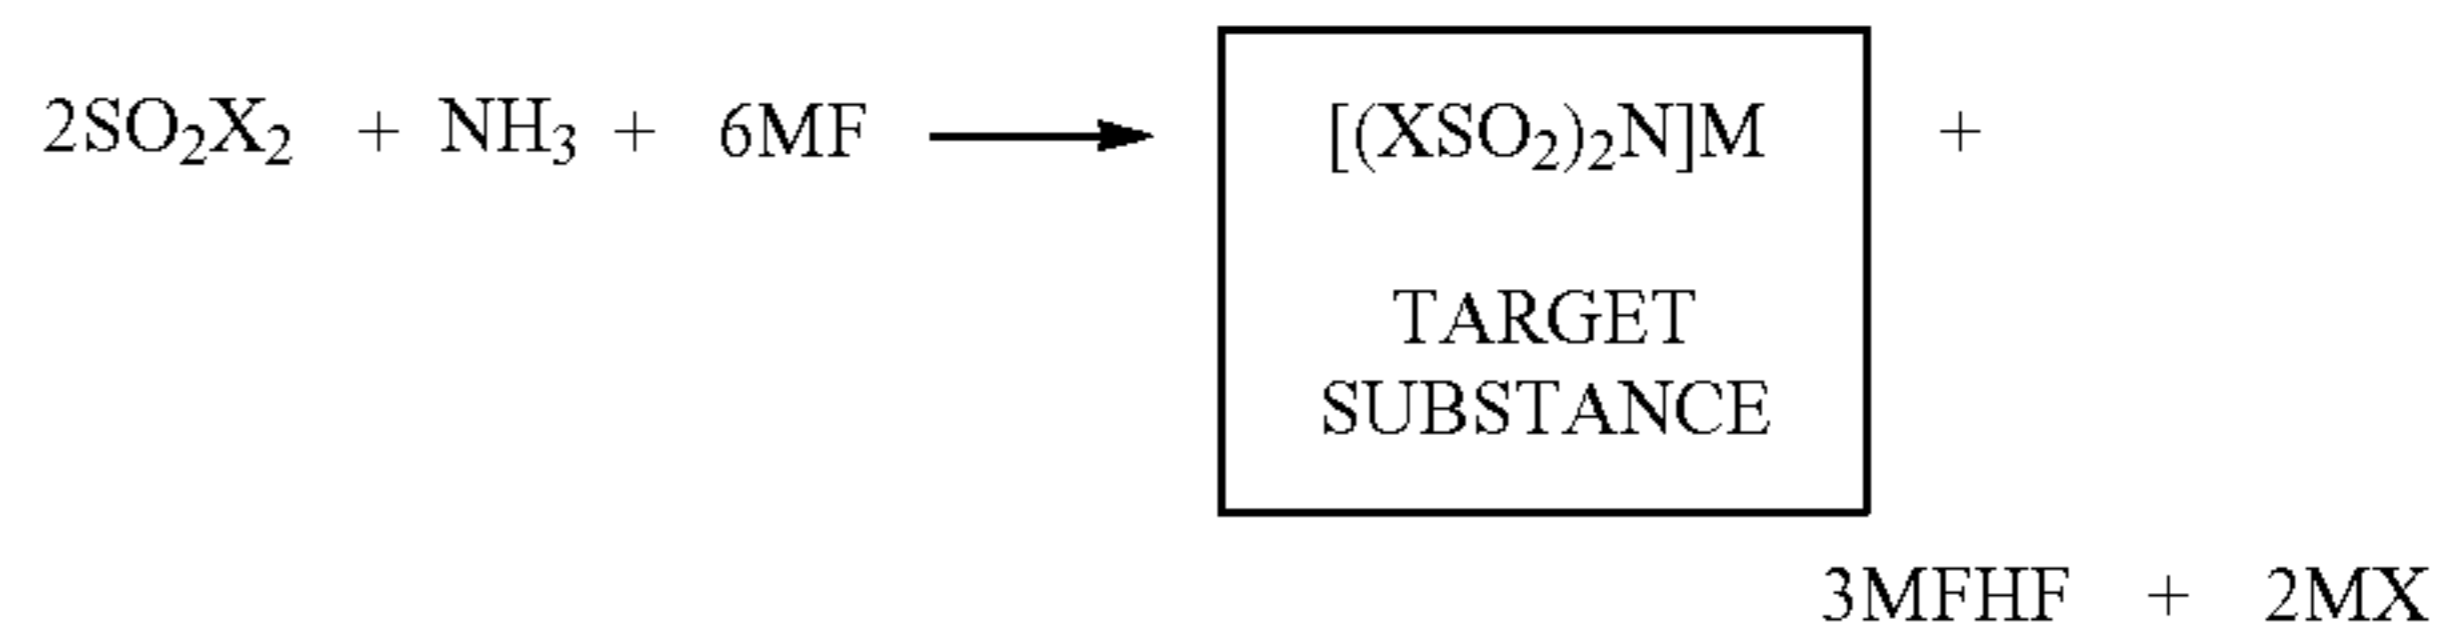 2SO₂X₂ + NH₃ + 6MF ⟶ [(XSO₂)₂N]M +
TARGET
SUBSTANCE
3MFHF + 2MX